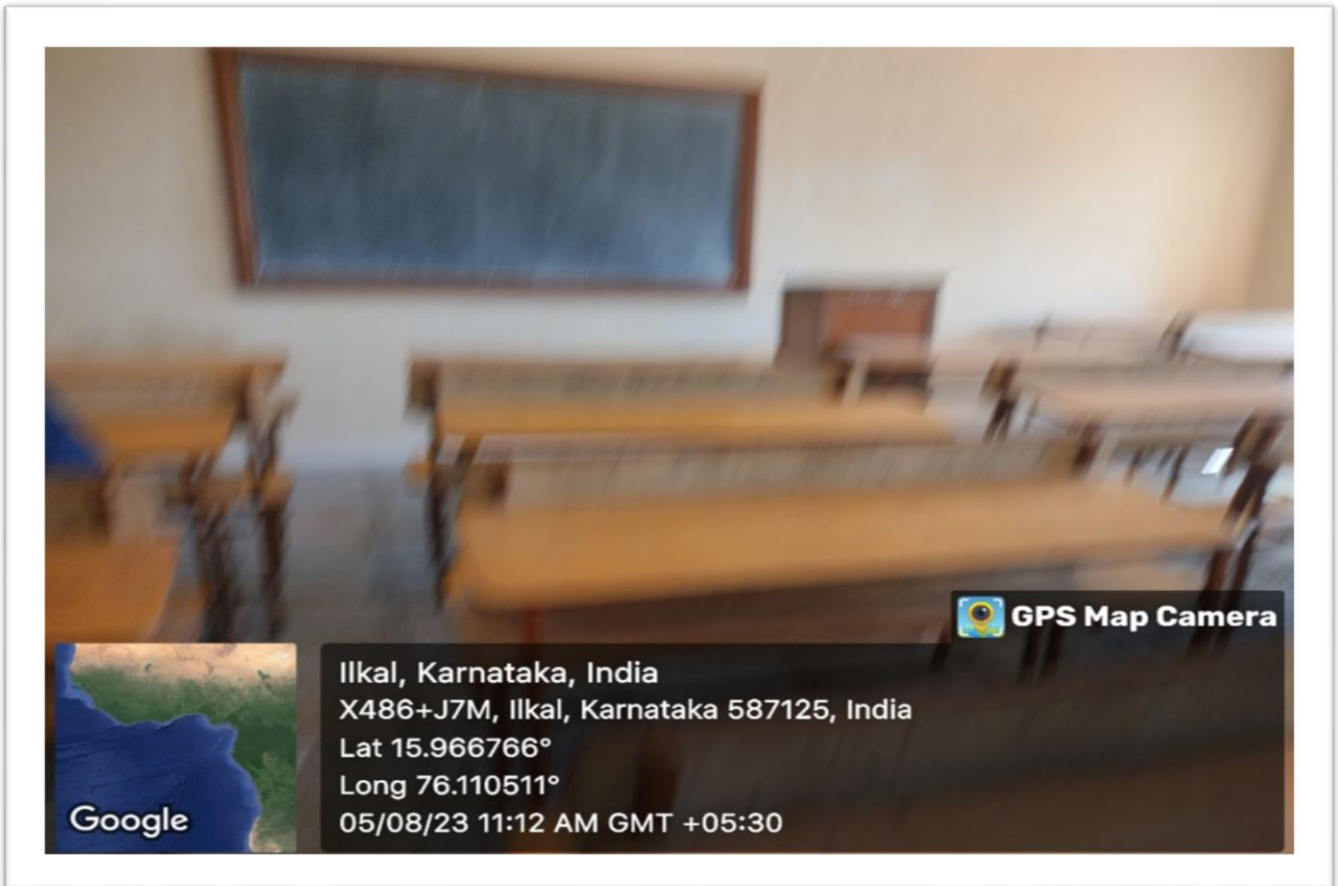 GPS Map Camera
Ilkal, Karnataka, India
X486+J7M, Ilkal, Karnataka 587125, India
Lat 15.966766°
Long 76.110511°
05/08/23 11:12 AM GMT +05:30
Google